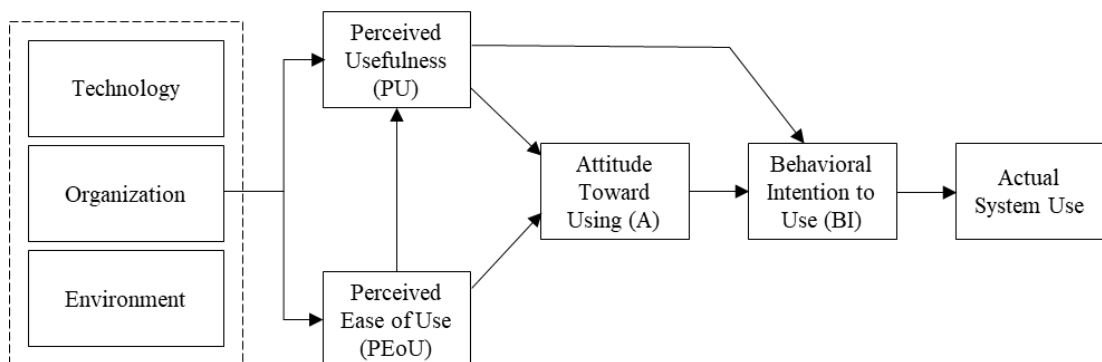 Technology
Organization
Environment
Perceived
Usefulness
(PU)
Perceived
Ease of Use
(PEoU)
Attitude
Toward
Using (A)
Behavioral
Intention to
Use (BI)
Actual
System Use